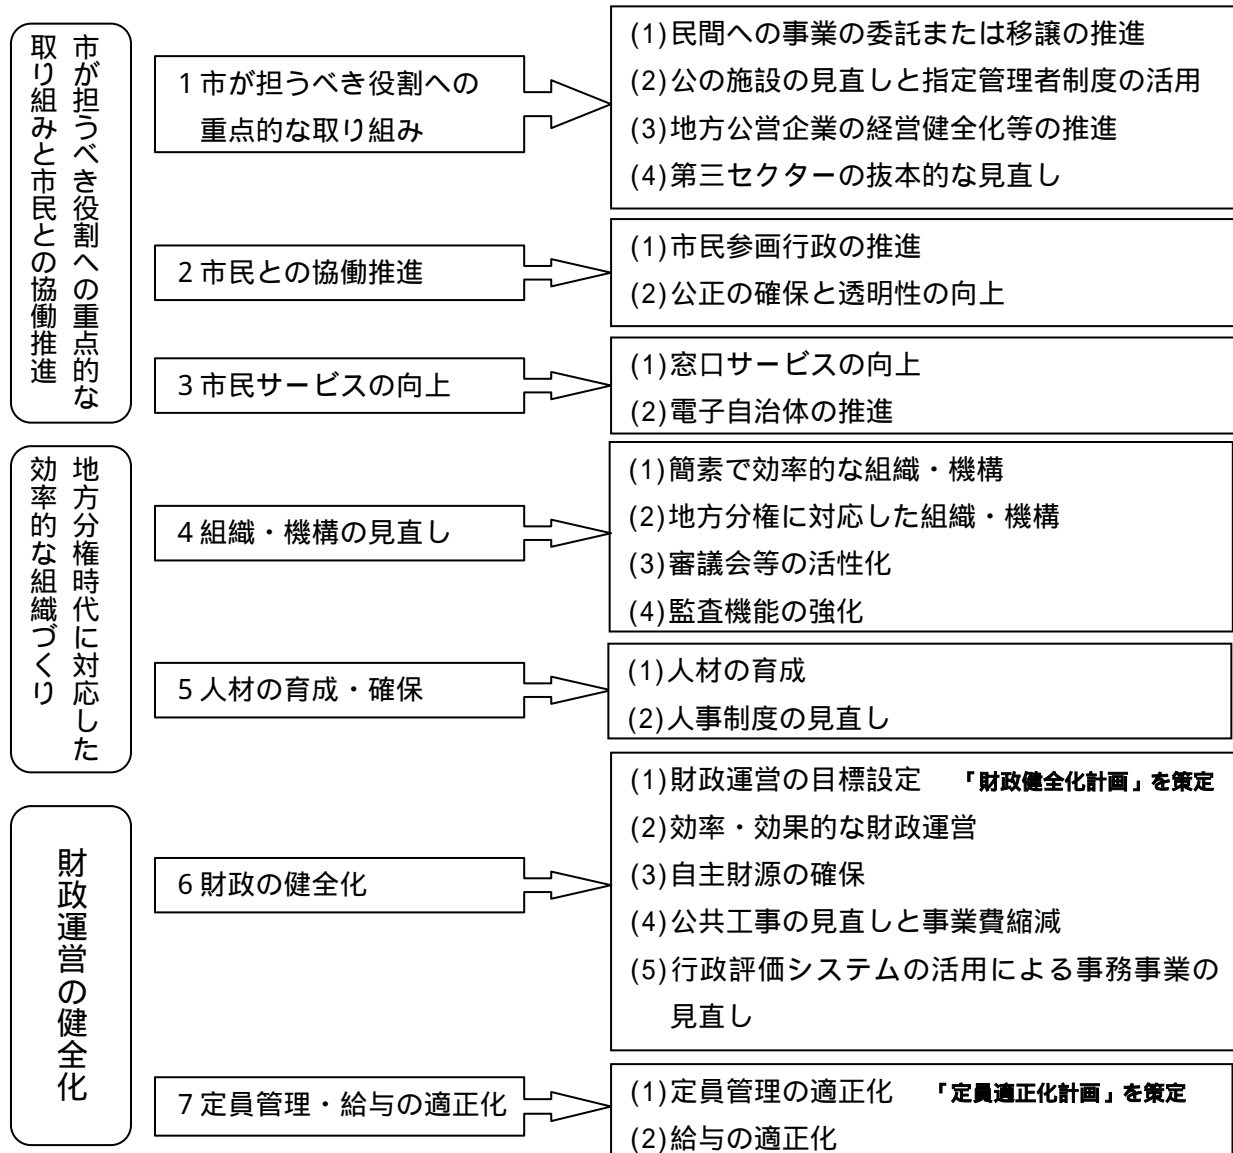 市が担うべき役割への重点的な
取り組みと市民との協働推進
1 市が担うべき役割への
重点的な取り組み
(1)民間への事業の委託または移譲の推進
(2)公の施設の見直しと指定管理者制度の活用
(3)地方公営企業の経営健全化等の推進
(4)第三セクターの抜本的な見直し
2 市民との協働推進
(1)市民参画行政の推進
(2)公正の確保と透明性の向上
3 市民サービスの向上
(1)窓口サービスの向上
(2)電子自治体の推進
地方分権時代に対応した
効率的な組織づくり
4 組織・機構の見直し
(1)簡素で効率的な組織・機構
(2)地方分権に対応した組織・機構
(3)審議会等の活性化
(4)監査機能の強化
5 人材の育成・確保
(1)人材の育成
(2)人事制度の見直し
財政運営の健全化
6 財政の健全化
(1)財政運営の目標設定 「財政健全化計画」を策定
(2)効率・効果的な財政運営
(3)自主財源の確保
(4)公共工事の見直しと事業費縮減
(5)行政評価システムの活用による事務事業の
見直し
7 定員管理・給与の適正化
(1)定員管理の適正化 「定員適正化計画」を策定
(2)給与の適正化